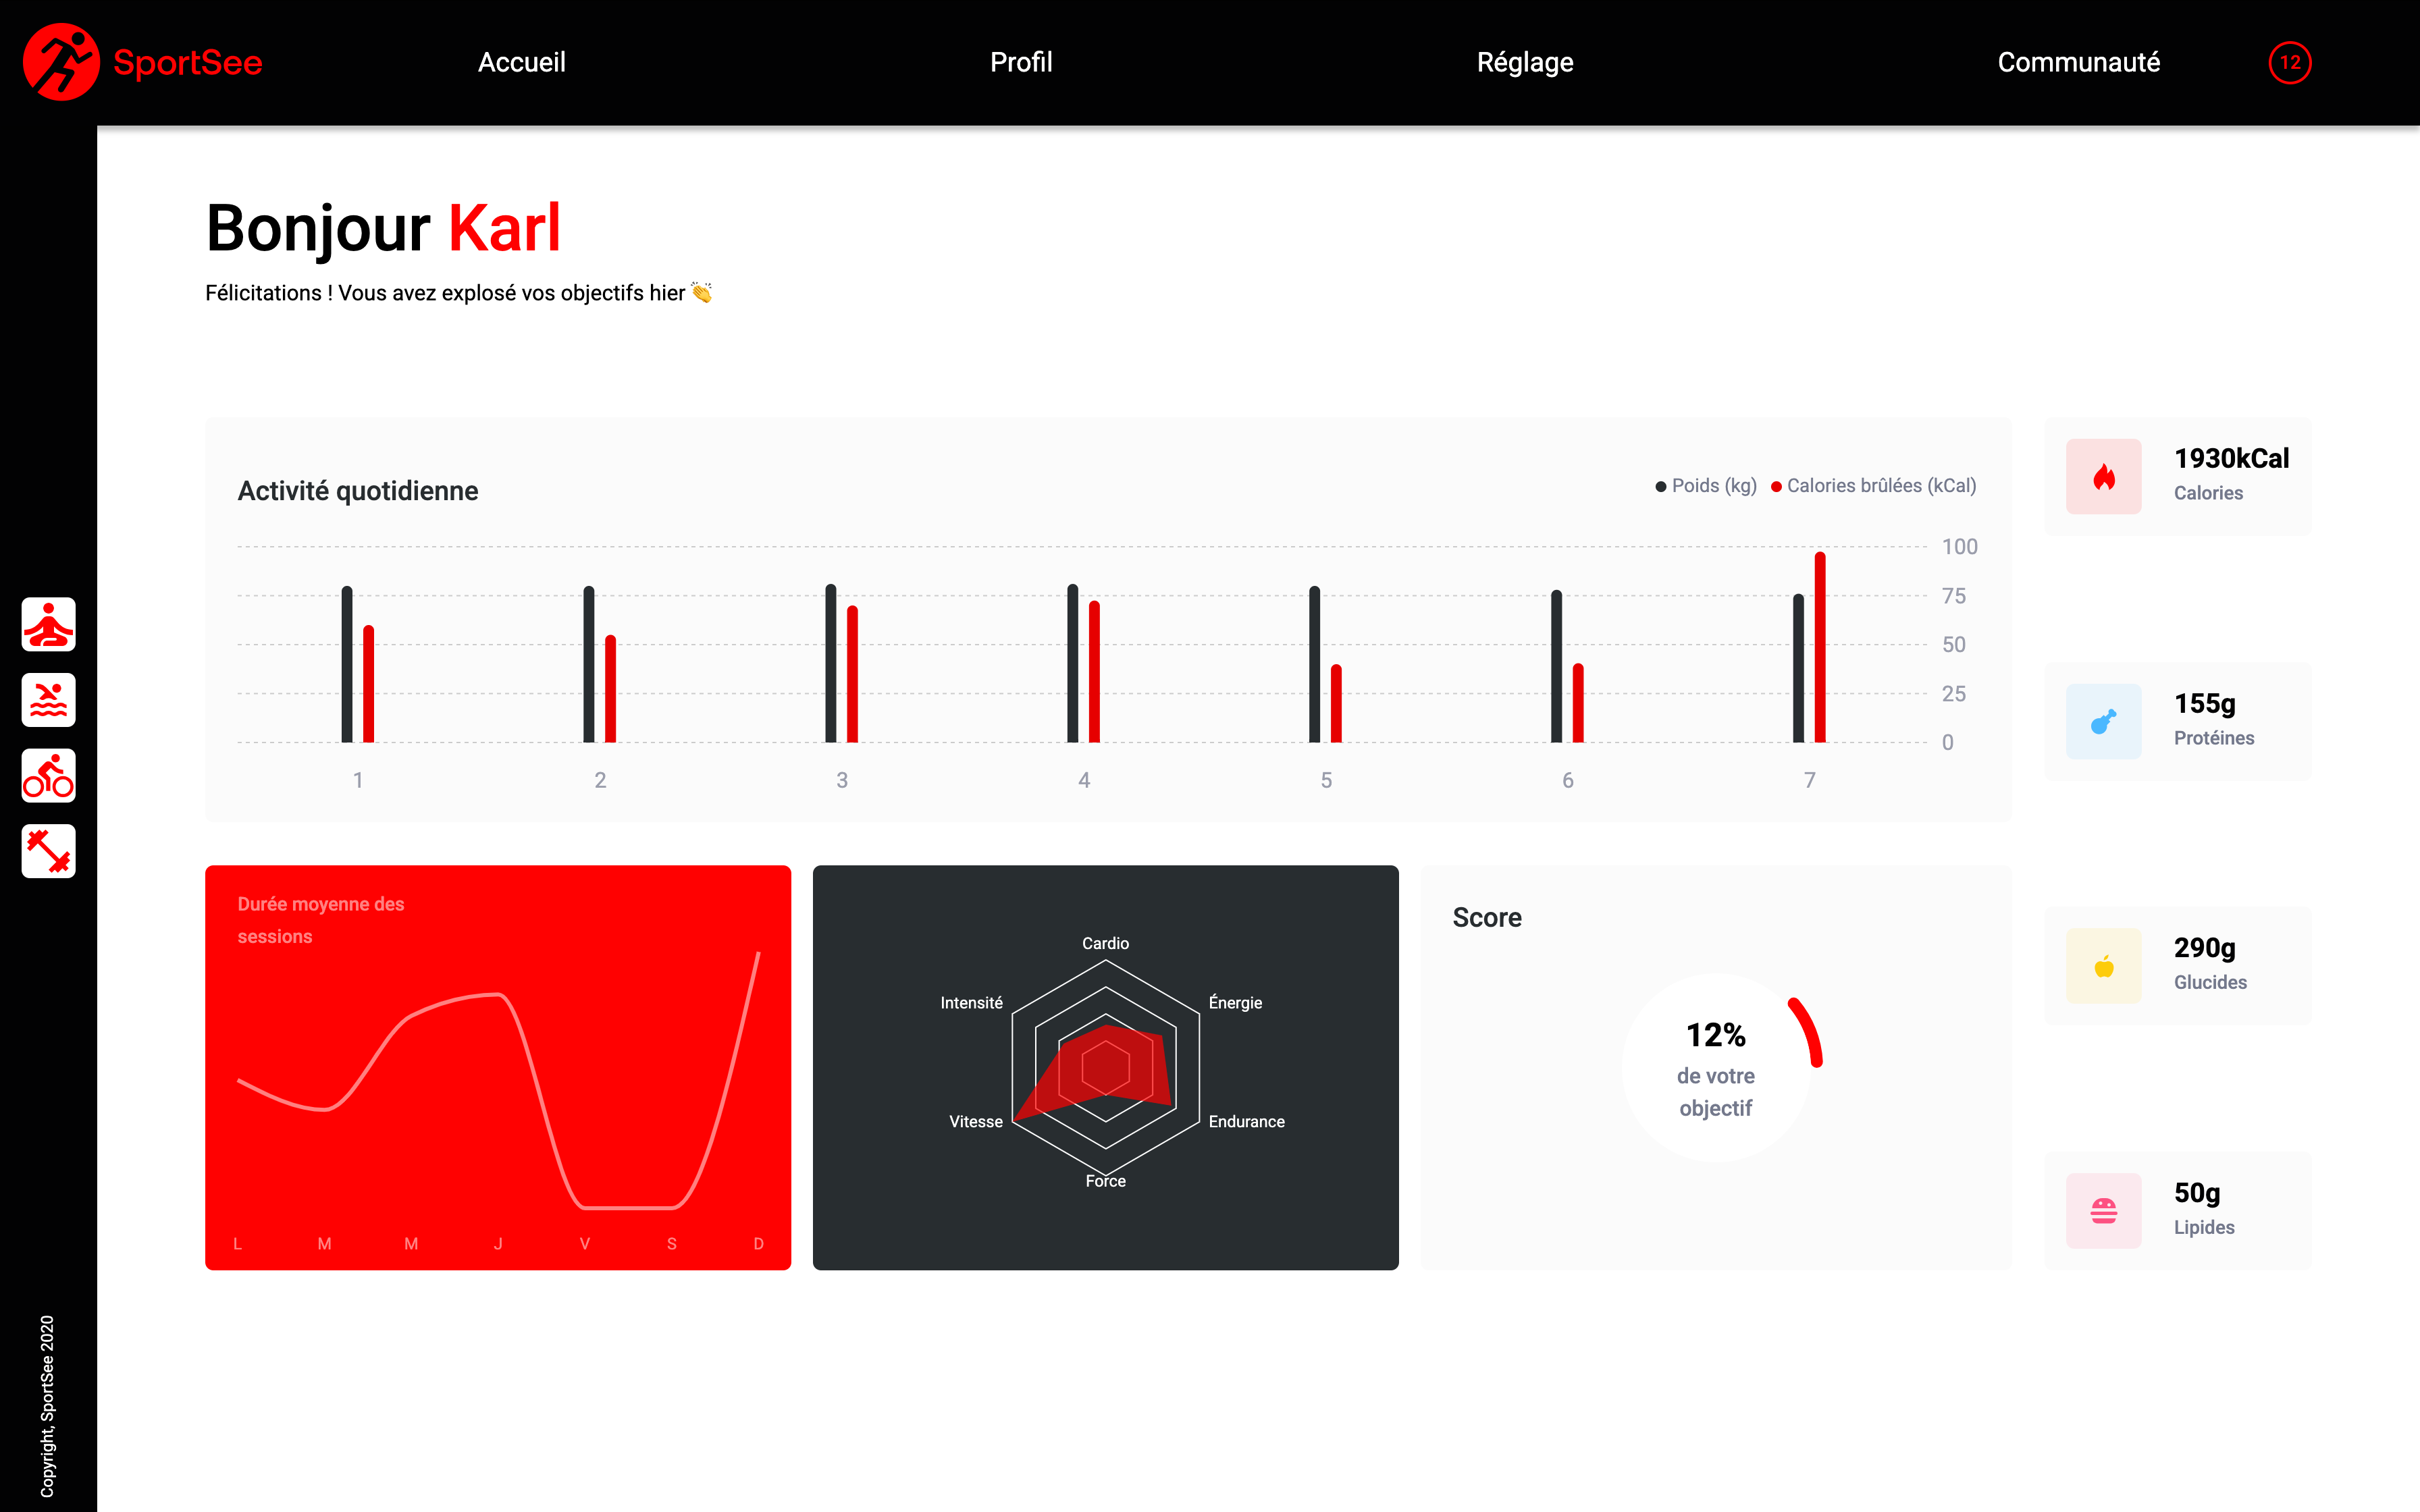 SportSee
Accueil
Profil
Réglage
Communauté
12
Bonjour Karl
Félicitations ! Vous avez explosé vos objectifs hier 👏
Activité quotidienne
Poids (kg)
Calories brûlées (kCal)
100
75
50
25
0
1
2
3
4
5
6
7
1930kCal
Calories
155g
Protéines
290g
Glucides
50g
Lipides
Durée moyenne des
sessions
L
M
M
J
V
S
D
Cardio
Énergie
Endurance
Force
Vitesse
Intensité
Score
12%
de votre
objectif
Copyright, SportSee 2020